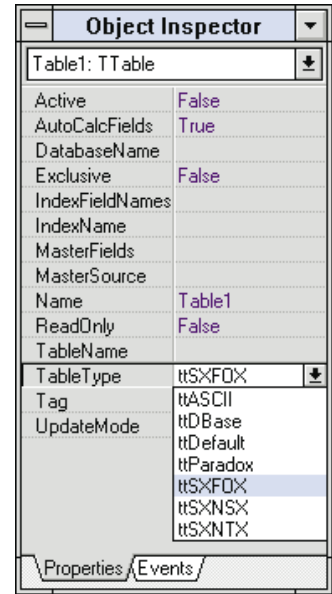 Object Inspector
Table1: TTable
Active False
AutoCalcFields True
DatabaseName
Exclusive False
IndexFieldNames
IndexName
MasterFields
MasterSource
Name Table1
ReadOnly False
TableName
TableType ttSXFOX
Tag ttASCII
UpdateMode ttDBase
ttDefault
ttParadox
ttSXFOX
ttSXNSX
ttSXNTX
Properties Events